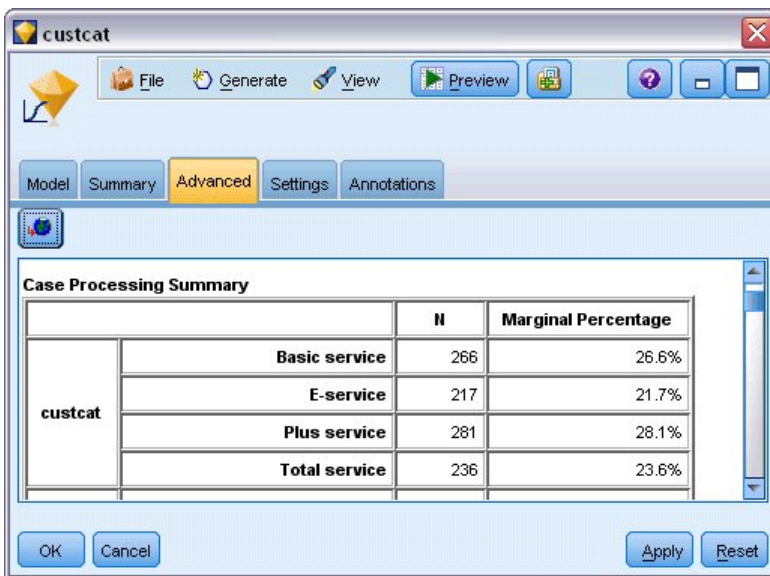 custcat
File Generate View Preview
Model Summary Advanced Settings Annotations
Case Processing Summary
N Marginal Percentage
custcat
Basic service 266 26.6%
E-service 217 21.7%
Plus service 281 28.1%
Total service 236 23.6%
OK Cancel Apply Reset